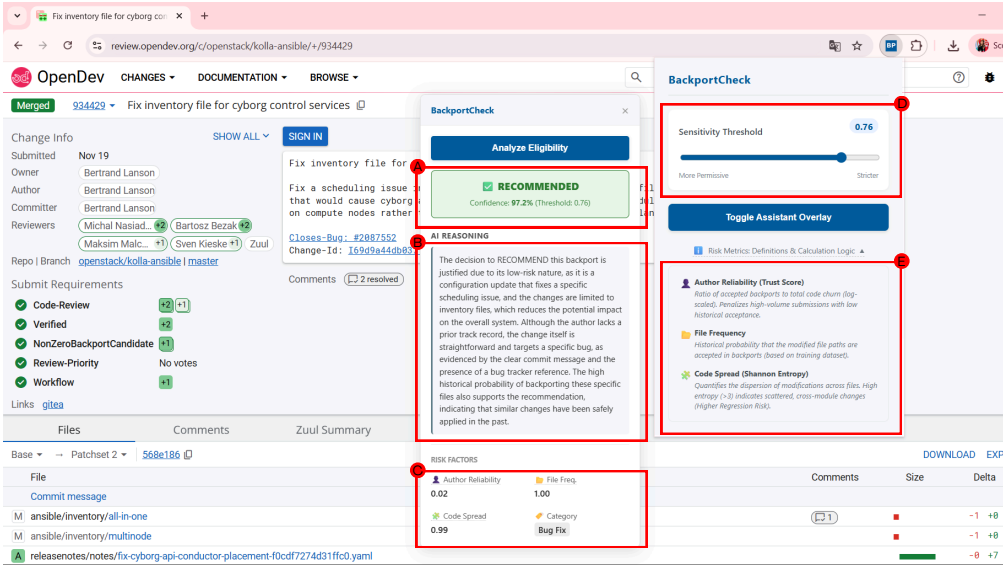 Fix inventory file for cyborg con
review.opendev.org/c/openstack/kolla-ansible/+/934429
BP
OpenDev
CHANGES
DOCUMENTATION
BROWSE
Merged
934429
Fix inventory file for cyborg control services
Change Info
SHOW ALL
Submitted Nov 19
Owner Bertrand Lanson
Author Bertrand Lanson
Committer Bertrand Lanson
Reviewers Michal Nasiad... +2 Bartosz Bezak +2
Maksim Malc... +1 Sven Kieske +1 Zuul
Repo | Branch openstack/kolla-ansible | master
Submit Requirements
Code-Review +2 +1
Verified +2
NonZeroBackportCandidate +1
Review-Priority No votes
Workflow +1
Links gitea
SIGN IN
Fix inventory file for
Fix a scheduling issue i
that would cause cyborg a
on compute nodes rather
Closes-Bug: #2087552
Change-Id:
Comments 2 resolved
BackportCheck ×
Analyze Eligibility
A
RECOMMENDED
Confidence: 97.2% (Threshold: 0.76)
AI REASONING
B
The decision to RECOMMEND this backport is
justified due to its low-risk nature, as it is a
configuration update that fixes a specific
scheduling issue, and the changes are limited to
inventory files, which reduces the potential impact
on the overall system. Although the author lacks a
prior track record, the change itself is
straightforward and targets a specific bug, as
evidenced by the clear commit message and the
presence of a bug tracker reference. The high
historical probability of backporting these specific
files also supports the recommendation,
indicating that similar changes have been safely
applied in the past.
RISK FACTORS
C
Author Reliability File Freq.
0.02 1.00
Code Spread Category
0.99 Bug Fix
BackportCheck
D
Sensitivity Threshold 0.76
More Permissive Stricter
Toggle Assistant Overlay
Risk Metrics: Definitions & Calculation Logic
E
Author Reliability (Trust Score)
Ratio of accepted backports to total code churn (log-
scaled). Penalizes high-volume submissions with low
historical acceptance.
File Frequency
Historical probability that the modified file paths are
accepted in backports (based on training dataset).
Code Spread (Shannon Entropy)
Quantifies the dispersion of modifications across files. High
entropy (>3) indicates scattered, cross-module changes
(Higher Regression Risk).
Files Comments Zuul Summary
Base → Patchset 2 568e186
DOWNLOAD EXP
File Comments Size Delta
Commit message
M ansible/inventory/all-in-one 1 -1 +0
M ansible/inventory/multinode -1 +0
A releasenotes/notes/fix-cyborg-api-conductor-placement-f0cdf7274d31ffc0.yaml -0 +7